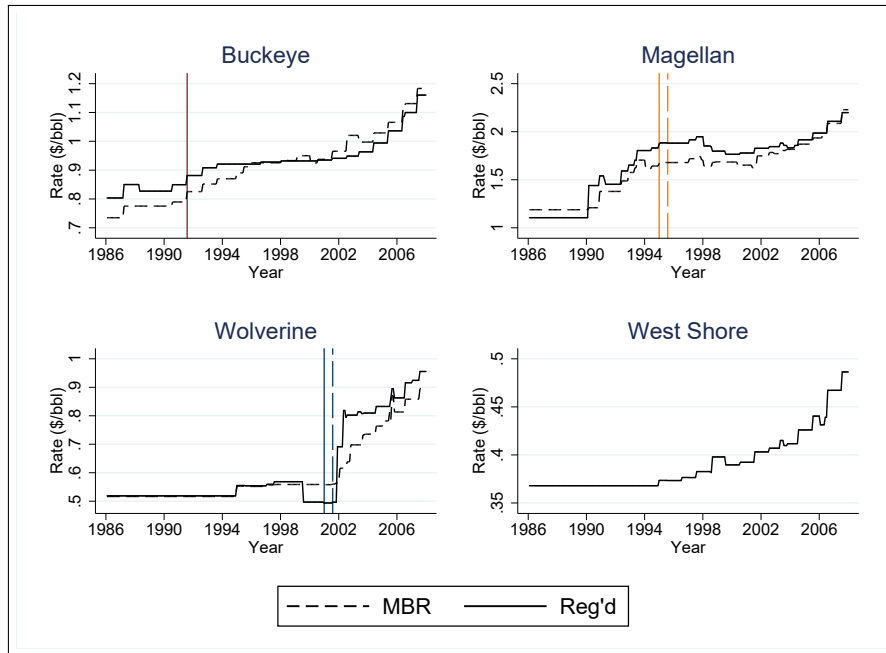 Buckeye
Rate ($/bbl)
1.2
1.1
1
.9
.8
.7
1986 1990 1994 1998 2002 2006
Year
Magellan
Rate ($/bbl)
2.5
2
1.5
1
1986 1990 1994 1998 2002 2006
Year
Wolverine
Rate ($/bbl)
1
.9
.8
.7
.6
.5
1986 1990 1994 1998 2002 2006
Year
West Shore
Rate ($/bbl)
.5
.45
.4
.35
1986 1990 1994 1998 2002 2006
Year
MBR Reg'd